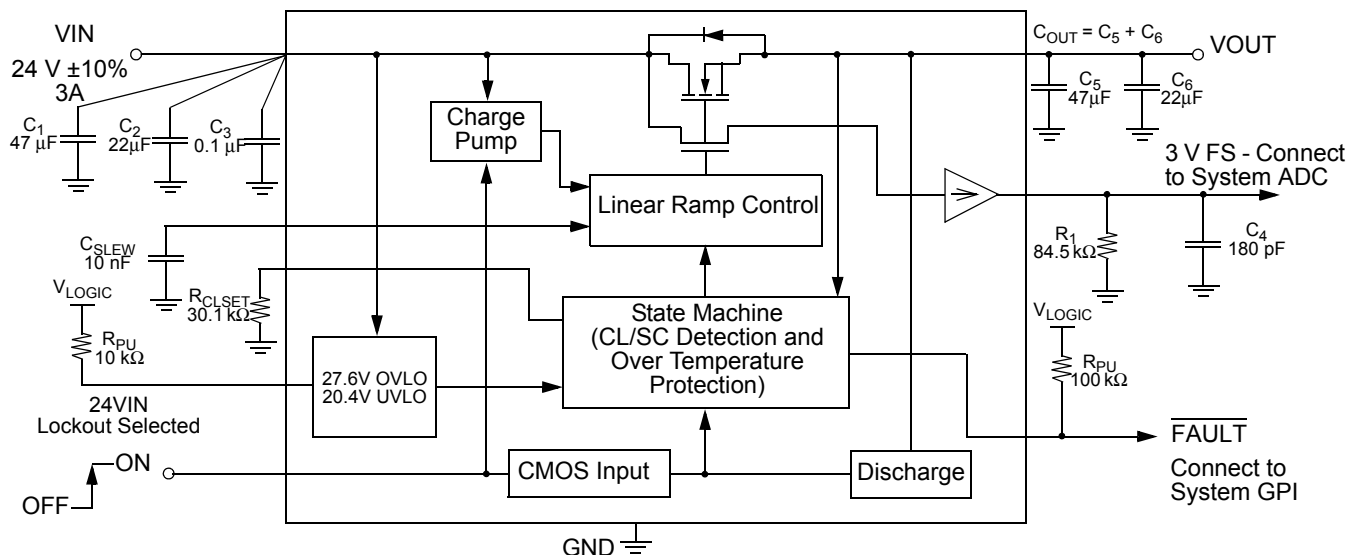 VIN
24 V ±10%
3A
C1
47 μF
C2
22μF
C3
0.1 μF
CSLEW
10 nF
VLOGIC
RPU
10 kΩ
RCLSET
30.1 kΩ
24VIN
Lockout Selected
ON
OFF
Charge
Pump
Linear Ramp Control
State Machine
(CL/SC Detection and
Over Temperature
Protection)
27.6V OVLO
20.4V UVLO
CMOS Input
Discharge
GND
COUT = C5 + C6
VOUT
C5
47μF
C6
22μF
3 V FS - Connect
to System ADC
R1
84.5 kΩ
C4
180 pF
VLOGIC
RPU
100 kΩ
FAULT
Connect to
System GPI